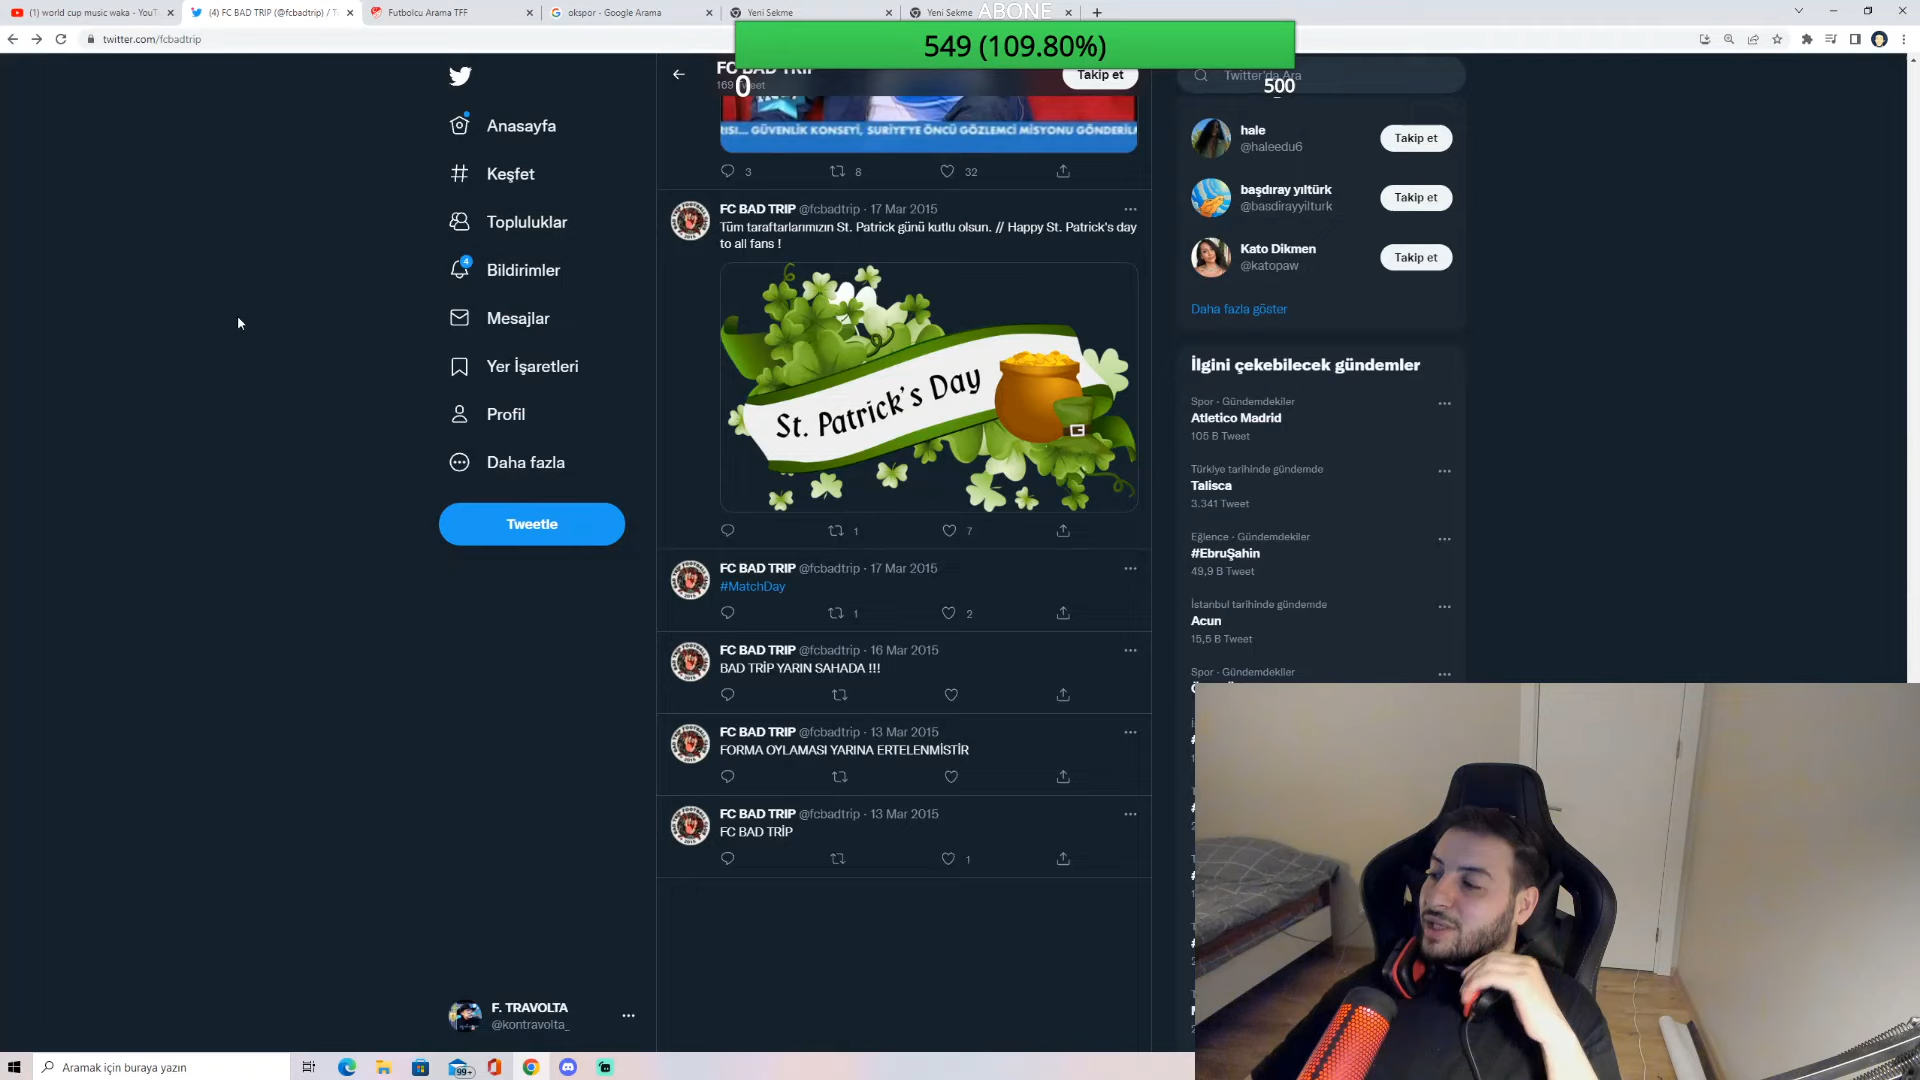 (1) world cup music waka - YouT
(4) FC BAD TRIP (@fcbadtrip) / T
Futbolcu Arama TFF
okspor - Google Arama
Yeni Sekme
Yeni Sekme
ABONE
twitter.com/fcbadtrip
549 (109.80%)
0
500
FC BAD TRIP
169 Tweet
Takip et
Twitter'da Ara
Anasayfa
Keşfet
Topluluklar
4
Bildirimler
Mesajlar
Yer İşaretleri
Profil
Daha fazla
Tweetle
F. TRAVOLTA
@kontravolta_
RISI... GÜVENLİK KONSEYİ, SURİYE'YE ÖNCÜ GÖZLEMCİ MİSYONU GÖNDERİL
3 8 32
FC BAD TRIP @fcbadtrip · 17 Mar 2015
Tüm taraftarlarımızın St. Patrick günü kutlu olsun. // Happy St. Patrick's day
to all fans !
St. Patrick's Day
1 7
FC BAD TRIP @fcbadtrip · 17 Mar 2015
#MatchDay
1 2
FC BAD TRIP @fcbadtrip · 16 Mar 2015
BAD TRİP YARIN SAHADA !!!
FC BAD TRIP @fcbadtrip · 13 Mar 2015
FORMA OYLAMASI YARINA ERTELENMİSTİR
FC BAD TRIP @fcbadtrip · 13 Mar 2015
FC BAD TRİP
1
hale
@haleedu6
Takip et
başdıray yıltürk
@basdirayyilturk
Takip et
Kato Dikmen
@katopaw
Takip et
Daha fazla göster
İlgini çekebilecek gündemler
Spor · Gündemdekiler
Atletico Madrid
105 B Tweet
Türkiye tarihinde gündemde
Talisca
3.341 Tweet
Eğlence · Gündemdekiler
#EbruŞahin
49,9 B Tweet
İstanbul tarihinde gündemde
Acun
15,5 B Tweet
Spor · Gündemdekiler
Aramak için buraya yazın
99+